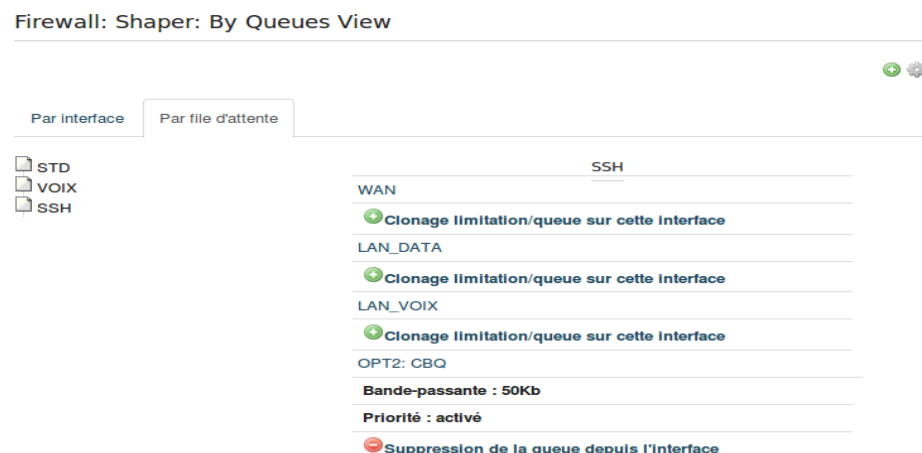 Firewall: Shaper: By Queues View
Par interface
Par file d'attente
STD
VOIX
SSH
SSH
WAN
Clonage limitation/queue sur cette interface
LAN_DATA
Clonage limitation/queue sur cette interface
LAN_VOIX
Clonage limitation/queue sur cette interface
OPT2: CBQ
Bande-passante : 50Kb
Priorité : activé
Suppression de la queue depuis l'interface